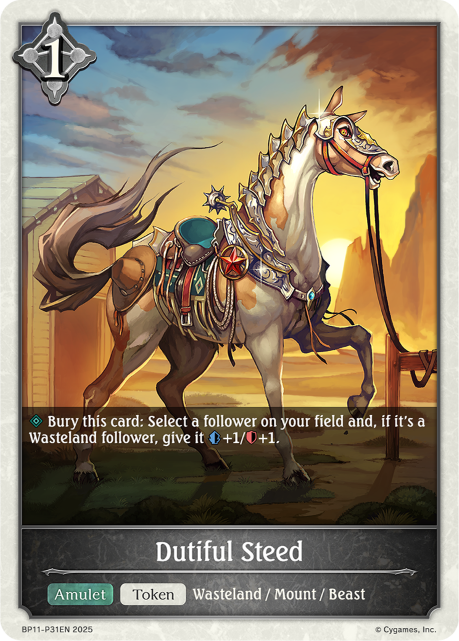 1
Bury this card: Select a follower on your field and, if it's a
Wasteland follower, give it +1/+1.
Dutiful Steed
Amulet Token Wasteland / Mount / Beast
BP11-P31EN 2025 © Cygames, Inc.